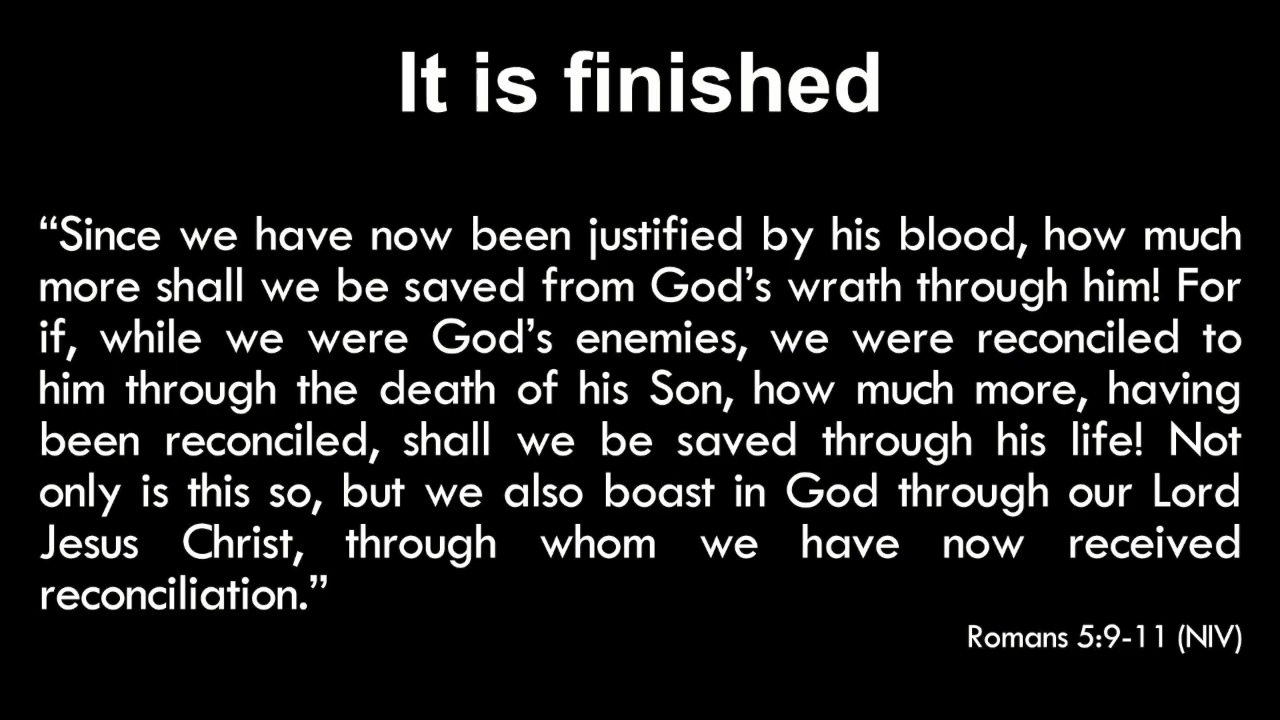 It is finished
“Since we have now been justified by his blood, how much
more shall we be saved from God’s wrath through him! For
if, while we were God’s enemies, we were reconciled to
him through the death of his Son, how much more, having
been reconciled, shall we be saved through his life! Not
only is this so, but we also boast in God through our Lord
Jesus Christ, through whom we have now received
reconciliation.”
Romans 5:9-11 (NIV)